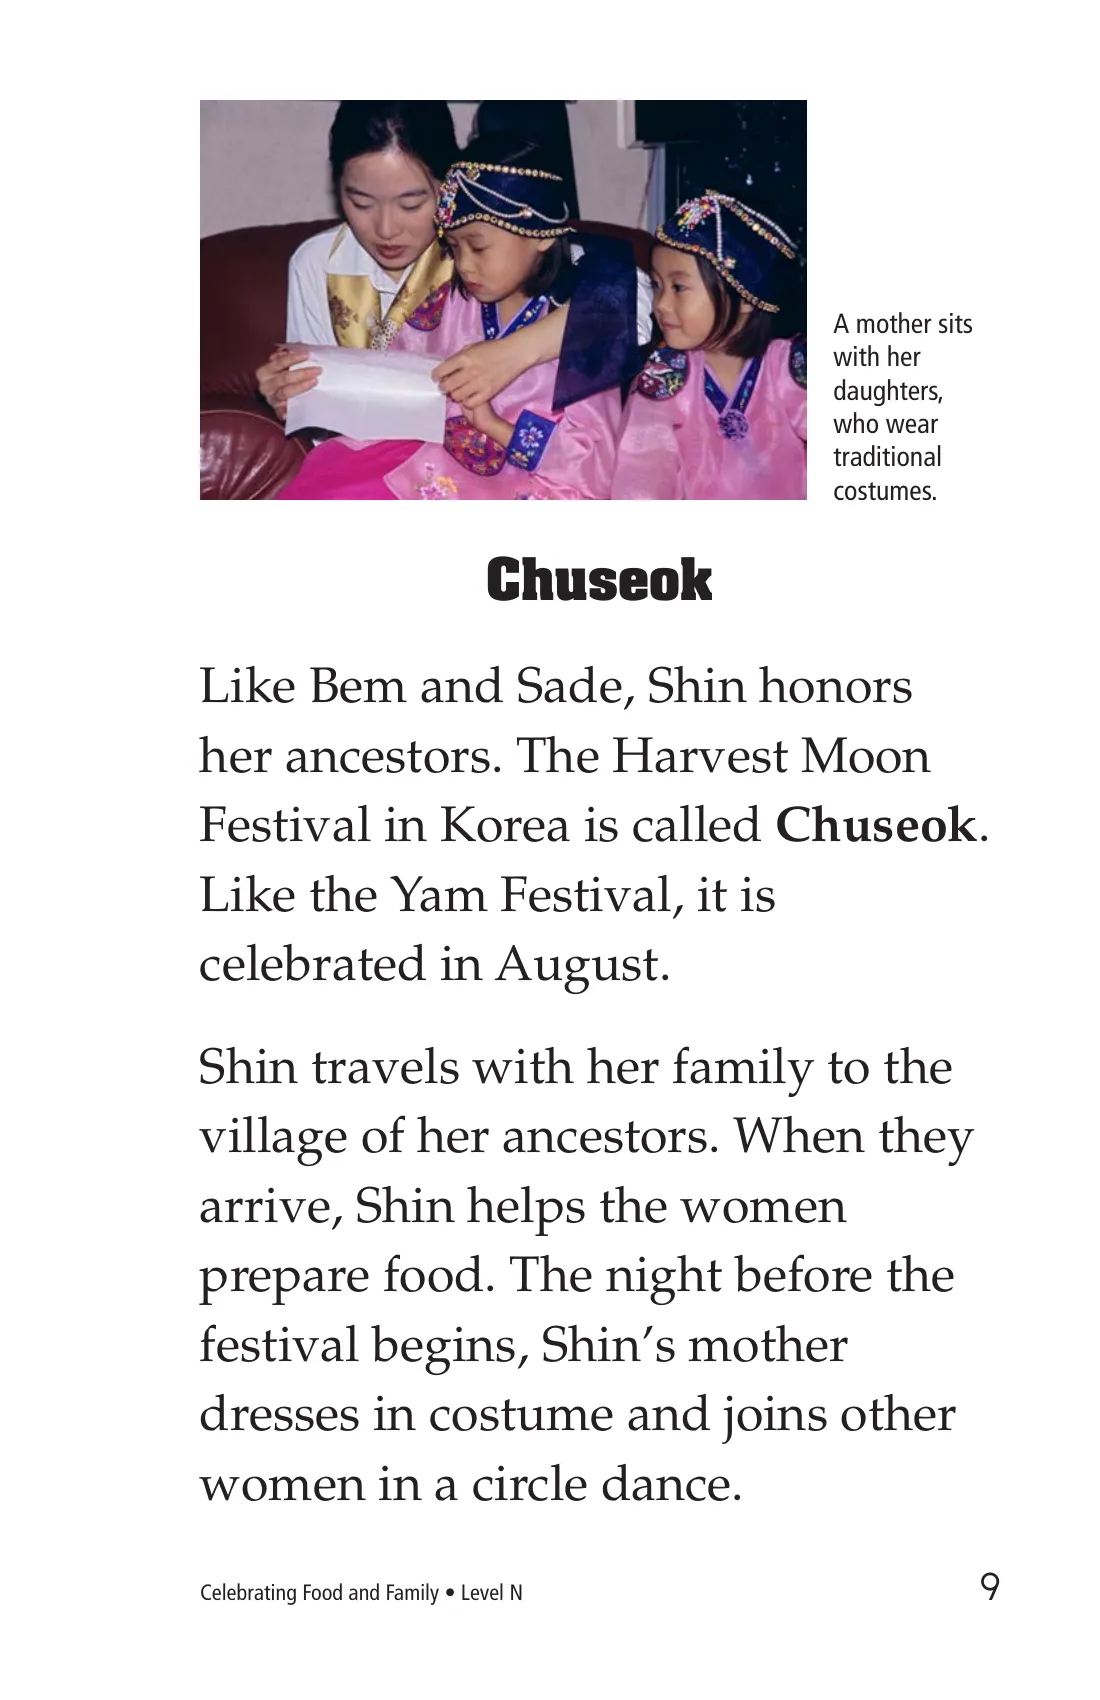 A mother sits
with her
daughters,
who wear
traditional
costumes.
Chuseok
Like Bem and Sade, Shin honors
her ancestors. The Harvest Moon
Festival in Korea is called Chuseok.
Like the Yam Festival, it is
celebrated in August.
Shin travels with her family to the
village of her ancestors. When they
arrive, Shin helps the women
prepare food. The night before the
festival begins, Shin’s mother
dresses in costume and joins other
women in a circle dance.
Celebrating Food and Family • Level N
9